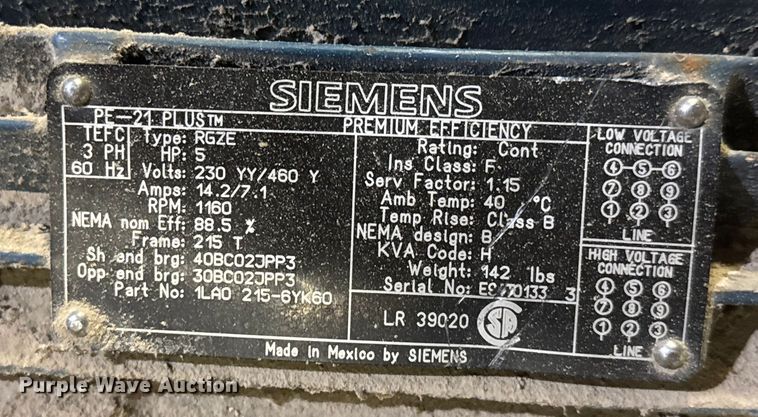 SIEMENS
PE-21 PLUS™ PREMIUM EFFICIENCY
TEFC
3 PH
60 Hz
Type: RGZE
HP: 5
Volts: 230 YY/460 Y
Amps: 14.2/7.1
RPM: 1160
NEMA nom Eff: 88.5 %
Frame: 215 T
Sh end brg: 40BC02JPP3
Opp end brg: 30BC02JPP3
Part No: 1LA0 215-6YK60
Rating: Cont
Ins Class: F
Serv Factor: 1.15
Amb Temp: 40 °C
Temp Rise: Class B
NEMA design: B
KVA Code: H
Weight: 142 lbs
Serial No:
LR 39020
Made in Mexico by SIEMENS
LOW VOLTAGE
CONNECTION
4 5 6
7 8 9
1 2 3
LINE
HIGH VOLTAGE
CONNECTION
4 5 6
7 8 9
1 2 3
LINE
Purple Wave Auction